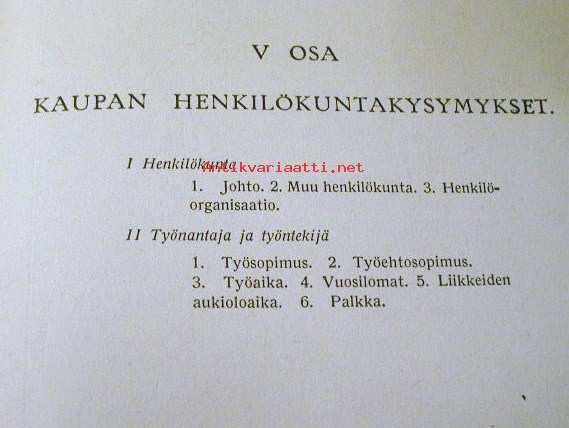 V OSA
KAUPAN HENKILÖKUNTAKYSYMYKSET.
I Henkilökunta
Antikvariaatti.net
1. Johto. 2. Muu henkilökunta. 3. Henkilö-
organisaatio.
II Työnantaja ja työntekijä
1. Työsopimus. 2. Työehtosopimus.
3. Työaika. 4. Vuosilomat. 5. Liikkeiden
aukioloaika. 6. Palkka.